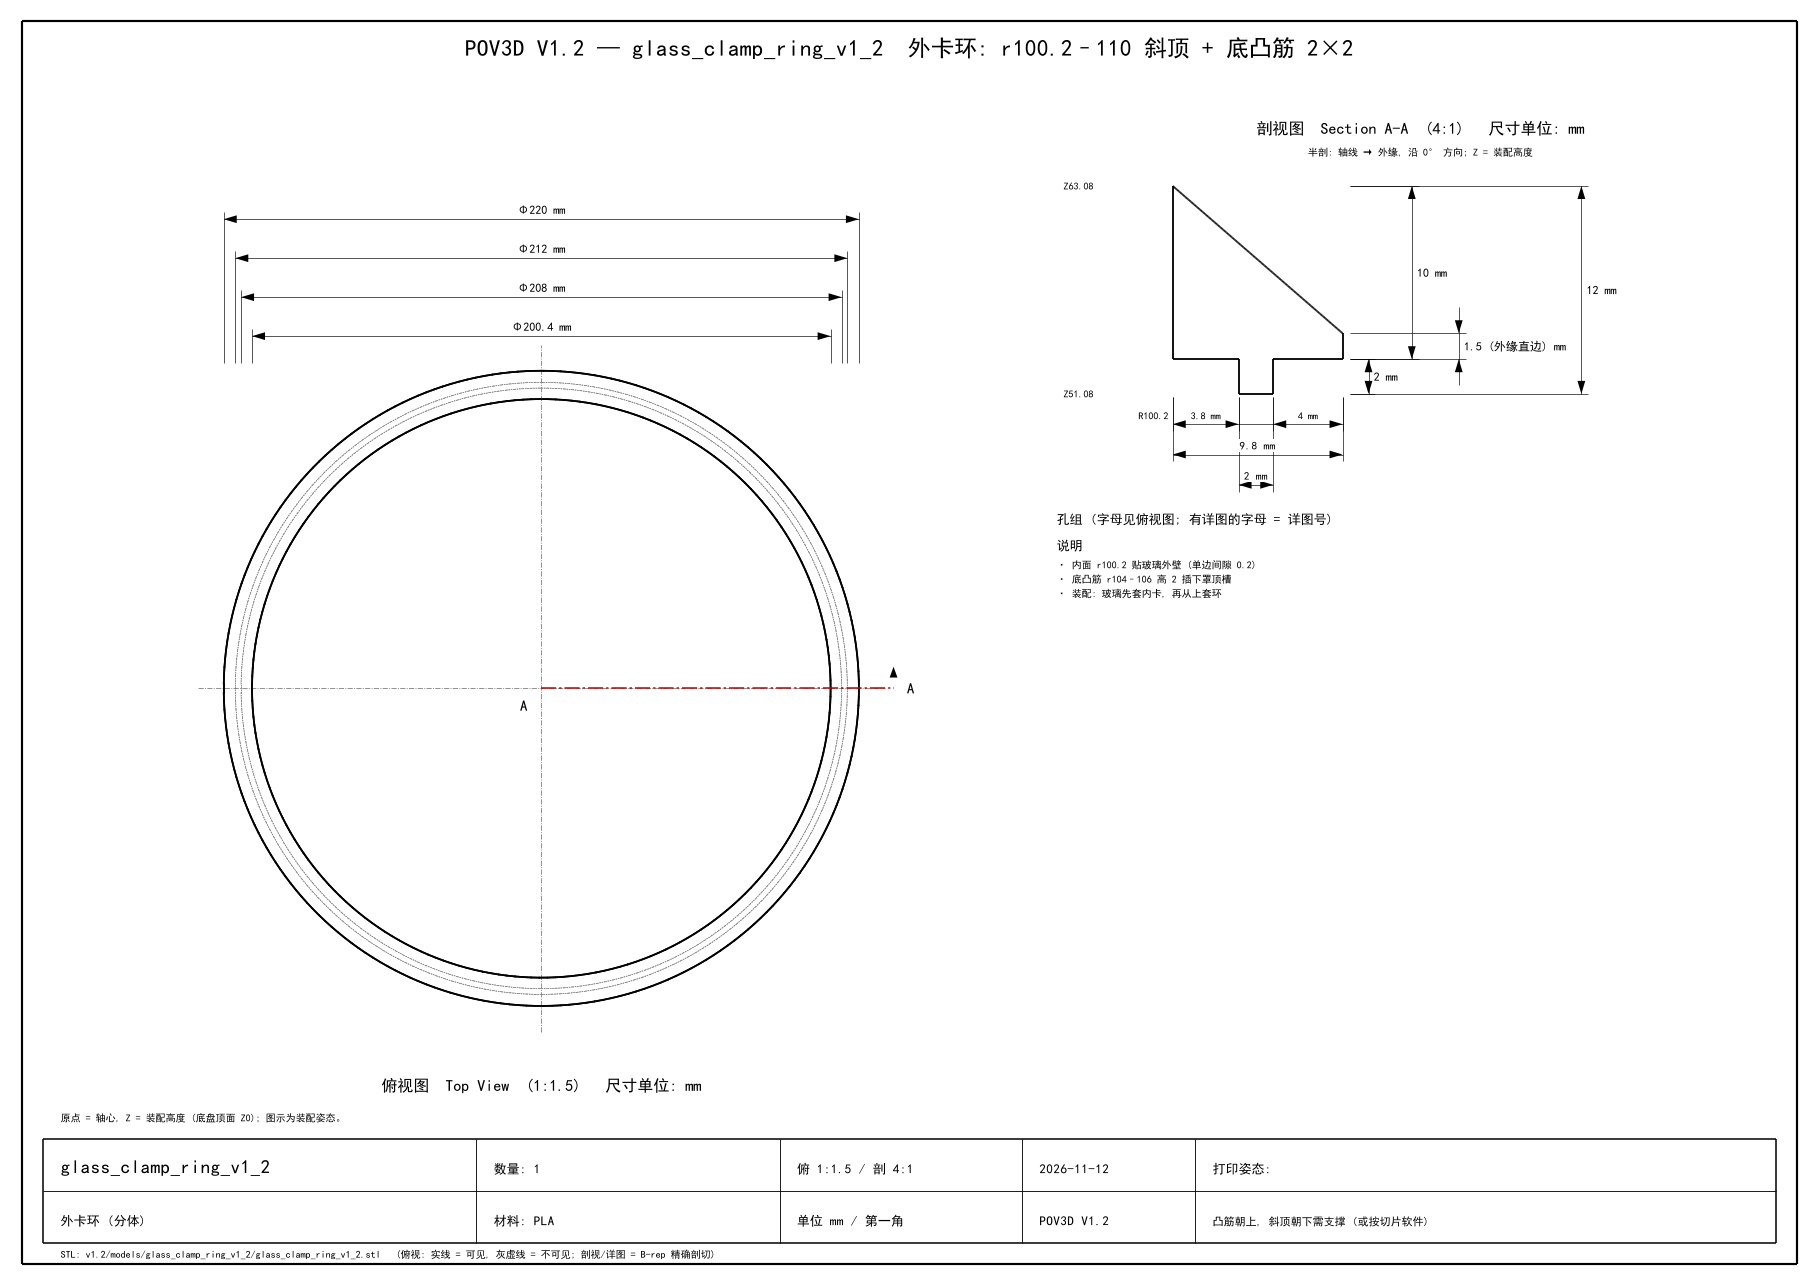 POV3D V1.2 — glass_clamp_ring_v1_2  外卡环: r100.2–110 斜顶 + 底凸筋 2×2
剖视图  Section A-A  (4:1)   尺寸单位: mm
半剖: 轴线 → 外缘, 沿 0° 方向; Z = 装配高度
Z63.08
Φ220 mm
Φ212 mm
10 mm
Φ208 mm
12 mm
Φ200.4 mm
1.5 (外缘直边) mm
2 mm
Z51.08
R100.2
3.8 mm
4 mm
9.8 mm
2 mm
孔组 (字母见俯视图; 有详图的字母 = 详图号)
说明
· 内面 r100.2 贴玻璃外壁 (单边间隙 0.2)
· 底凸筋 r104–106 高 2 插下罩顶槽
· 装配: 玻璃先套内卡, 再从上套环
A
A
俯视图  Top View  (1:1.5)   尺寸单位: mm
原点 = 轴心, Z = 装配高度 (底盘顶面 Z0); 图示为装配姿态。
glass_clamp_ring_v1_2
数量: 1
俯 1:1.5 / 剖 4:1
2026-11-12
打印姿态:
外卡环 (分体)
材料: PLA
单位 mm / 第一角
POV3D V1.2
凸筋朝上, 斜顶朝下需支撑 (或按切片软件)
STL: v1.2/models/glass_clamp_ring_v1_2/glass_clamp_ring_v1_2.stl   (俯视: 实线 = 可见, 灰虚线 = 不可见; 剖视/详图 = B-rep 精确剖切)